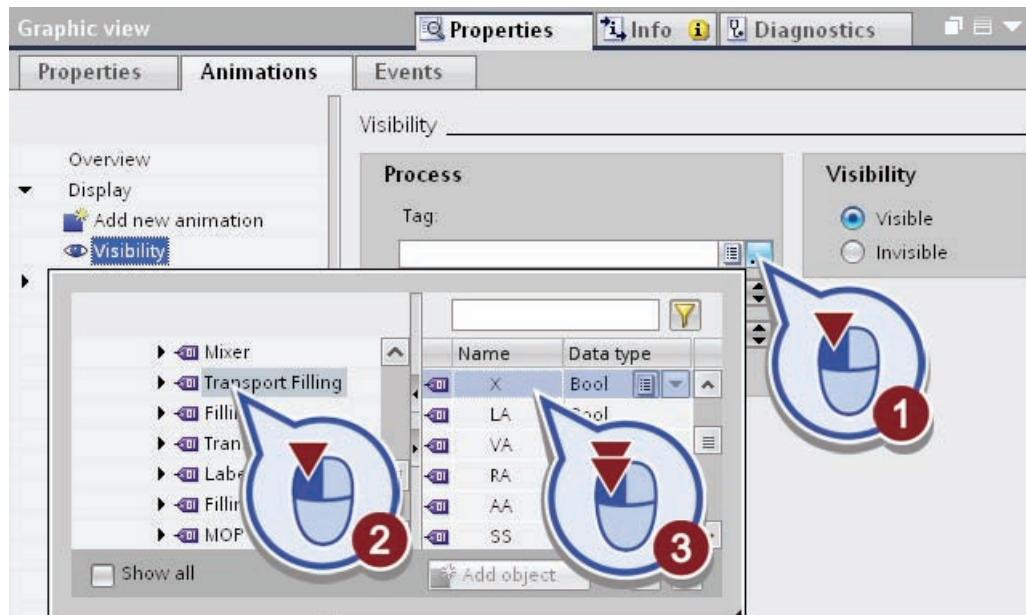 Graphic view
Properties
Info
Diagnostics
Properties
Animations
Events
Visibility
Overview
Display
Add new animation
Visibility
Process
Tag:
Visibility
Visible
Invisible
Name
Data type
Mixer
Transport Filling
X
Bool
LA
Bool
VA
RA
AA
SS
MOP
Show all
Add object
1
2
3